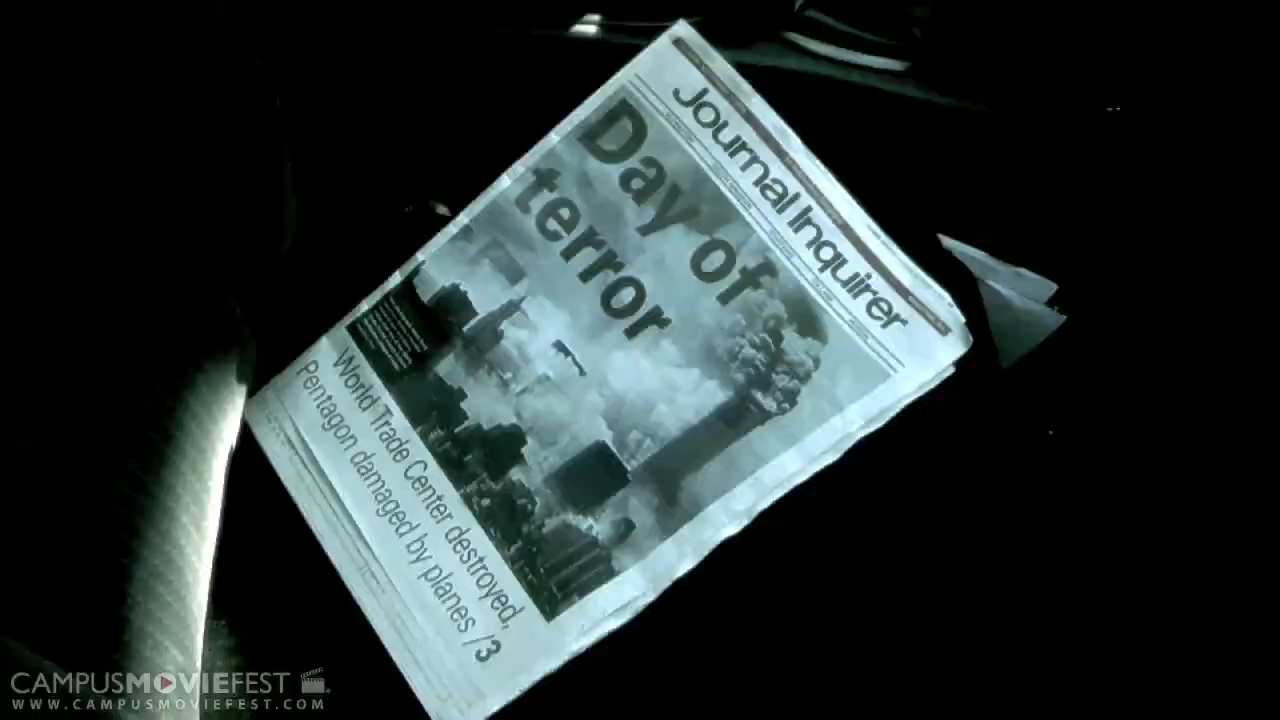 Journal Inquirer
Day of
terror
World Trade Center destroyed,
Pentagon damaged by planes /3
CAMPUSMOVIEFEST
WWW.CAMPUSMOVIEFEST.COM